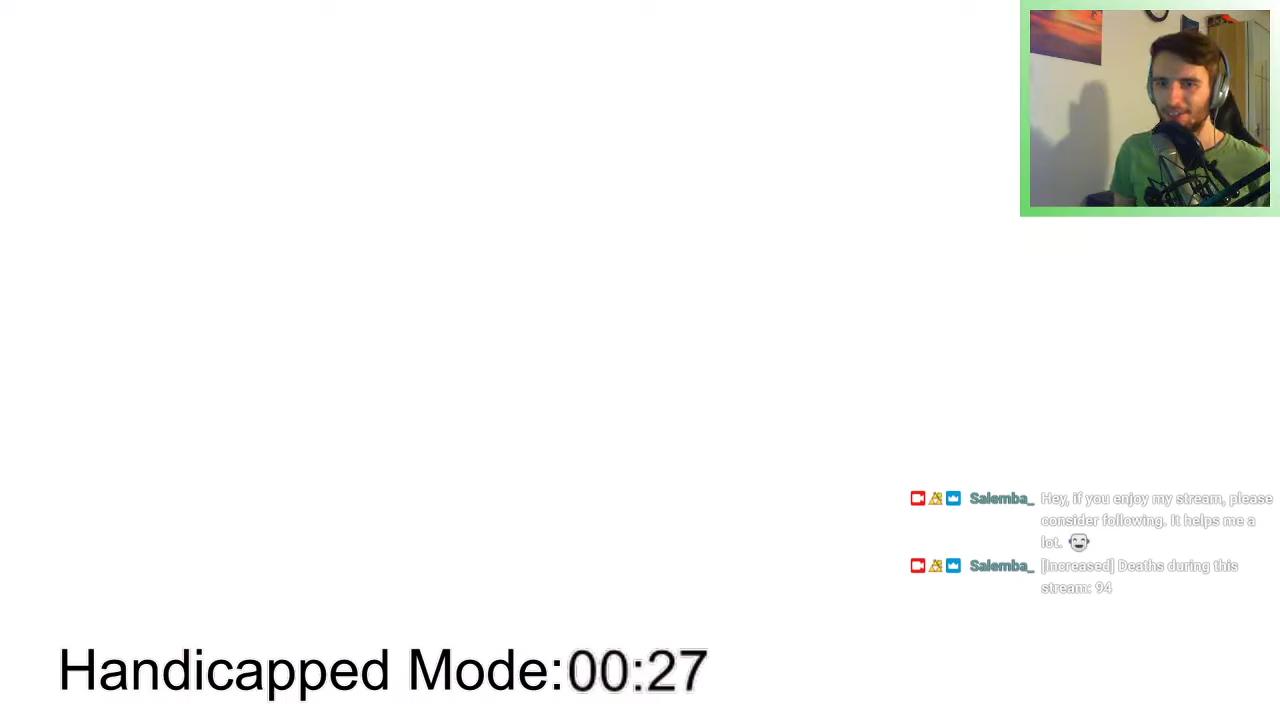 Salemba_ Hey, if you enjoy my stream, please
consider following. It helps me a
lot.
Salemba_ [Increased] Deaths during this
stream: 94
Handicapped Mode:00:27